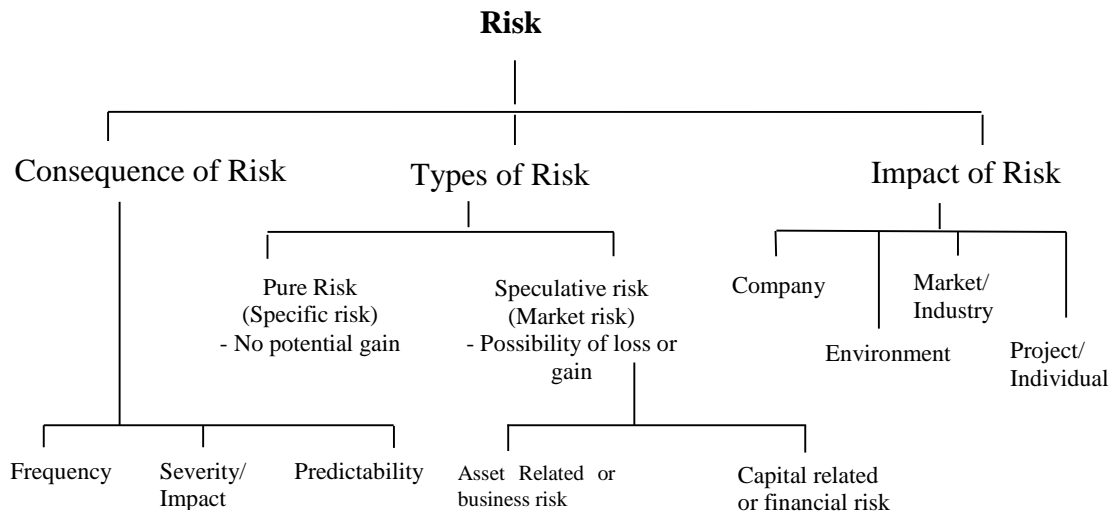 Risk
Consequence of Risk
Types of Risk
Impact of Risk
Pure Risk
(Specific risk)
- No potential gain
Speculative risk
(Market risk)
- Possibility of loss or
gain
Company
Environment
Market/
Industry
Project/
Individual
Frequency
Severity/
Impact
Predictability
Asset Related or
business risk
Capital related
or financial risk